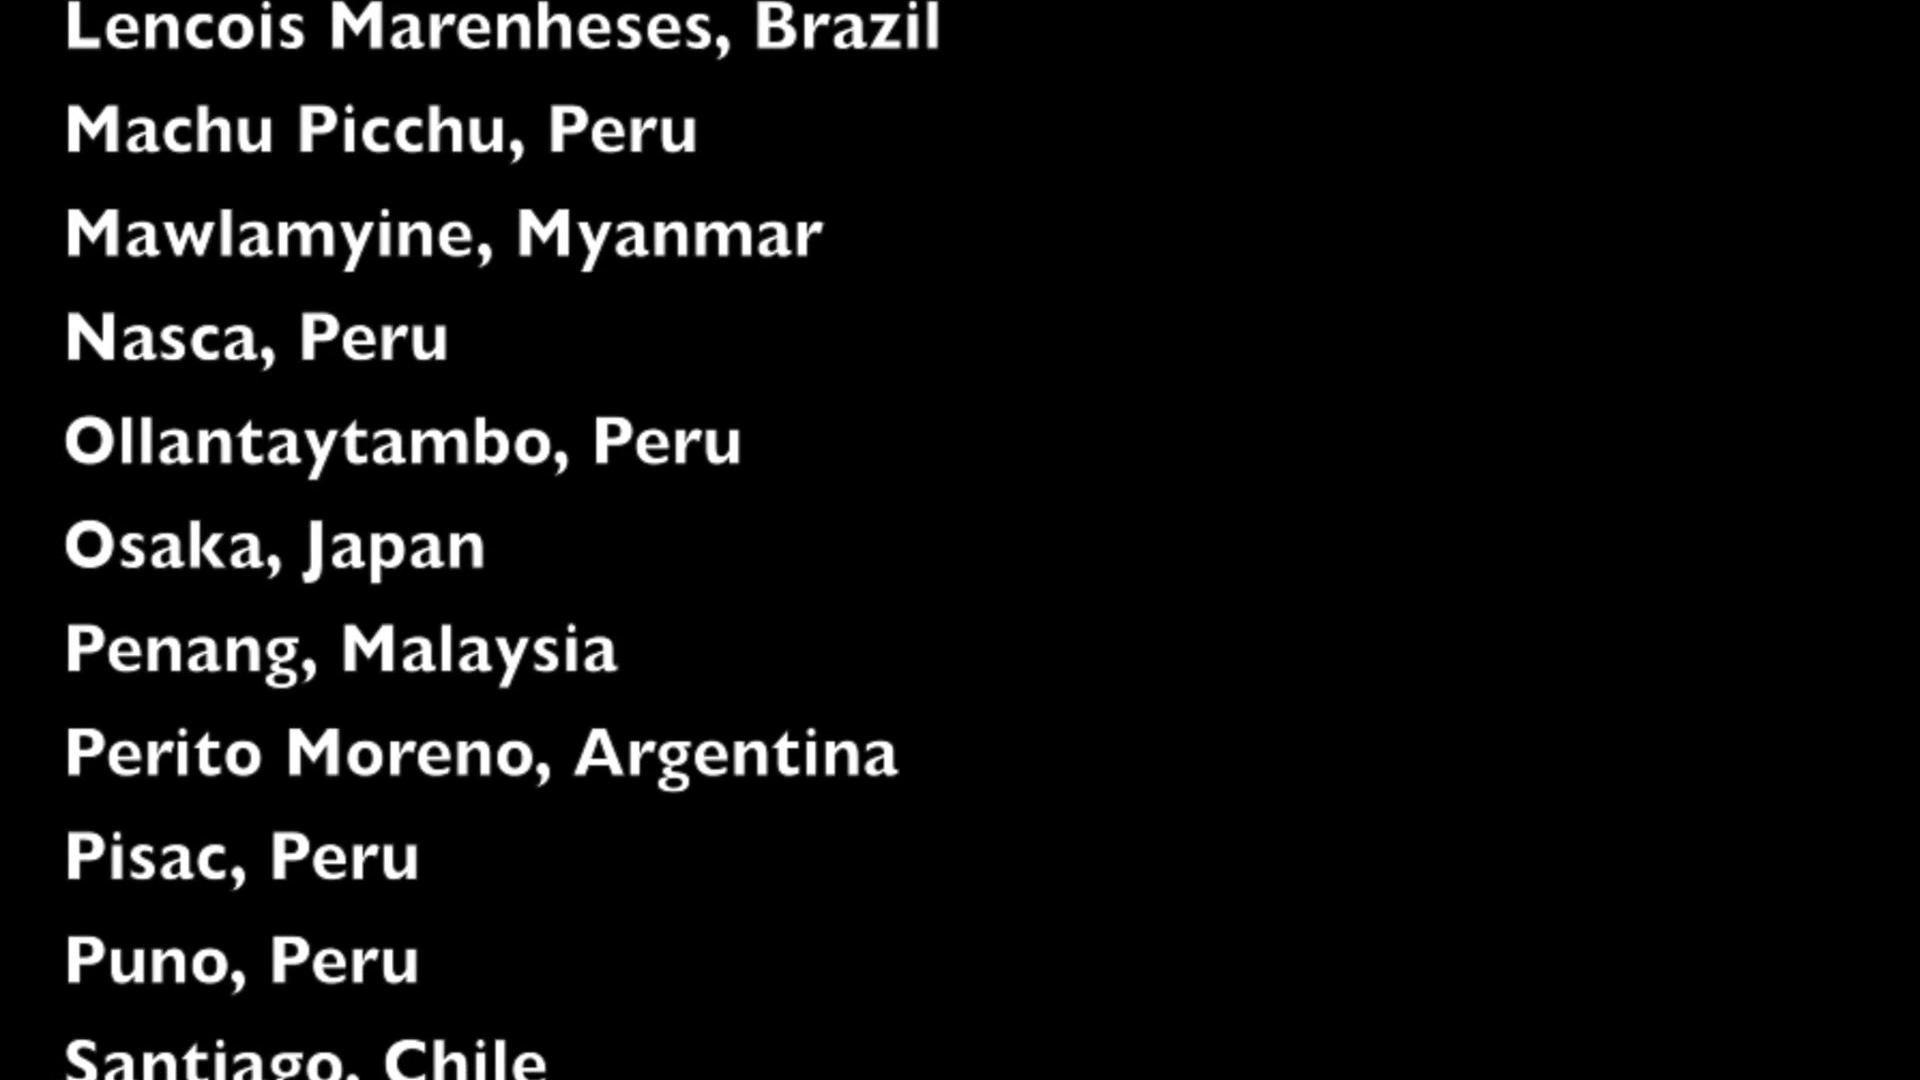 Lencois Marenheses, Brazil
Machu Picchu, Peru
Mawlamyine, Myanmar
Nasca, Peru
Ollantaytambo, Peru
Osaka, Japan
Penang, Malaysia
Perito Moreno, Argentina
Pisac, Peru
Puno, Peru
Santiago, Chile